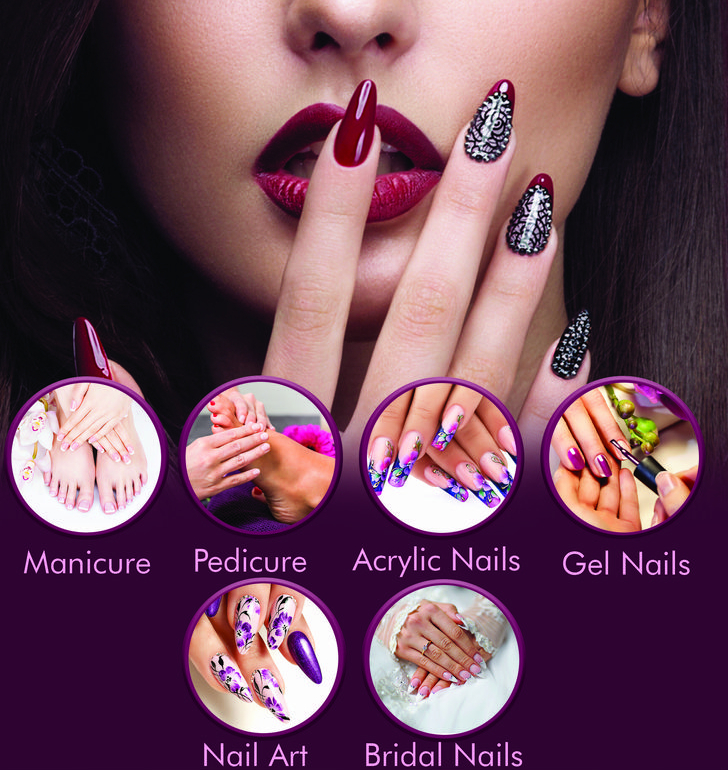 Manicure
Pedicure
Acrylic Nails
Gel Nails
Nail Art
Bridal Nails